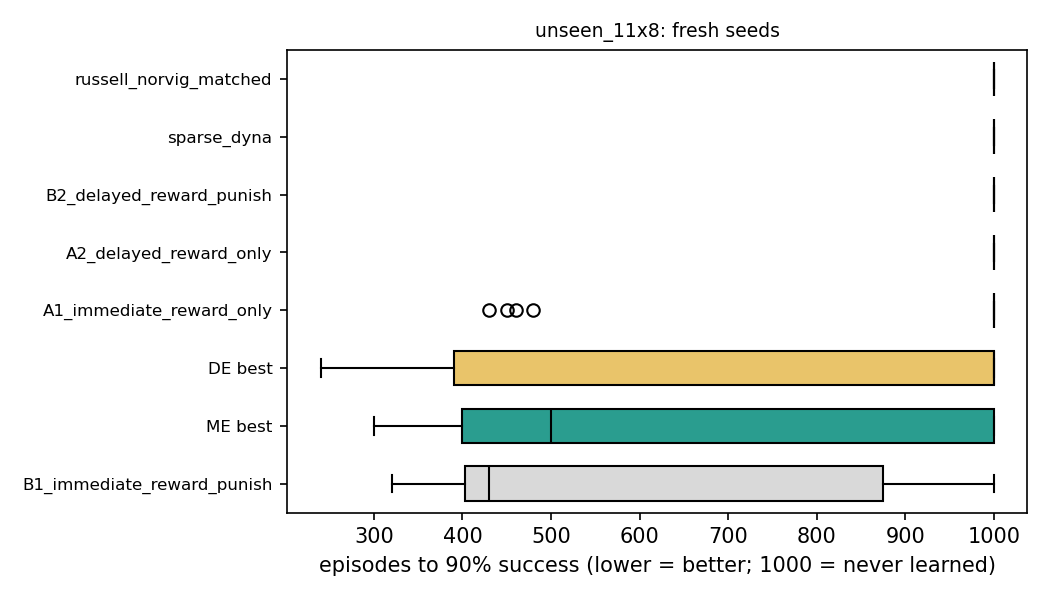 unseen_11x8: fresh seeds
russell_norvig_matched
sparse_dyna
B2_delayed_reward_punish
A2_delayed_reward_only
A1_immediate_reward_only
DE best
ME best
B1_immediate_reward_punish
300 400 500 600 700 800 900 1000
episodes to 90% success (lower = better; 1000 = never learned)